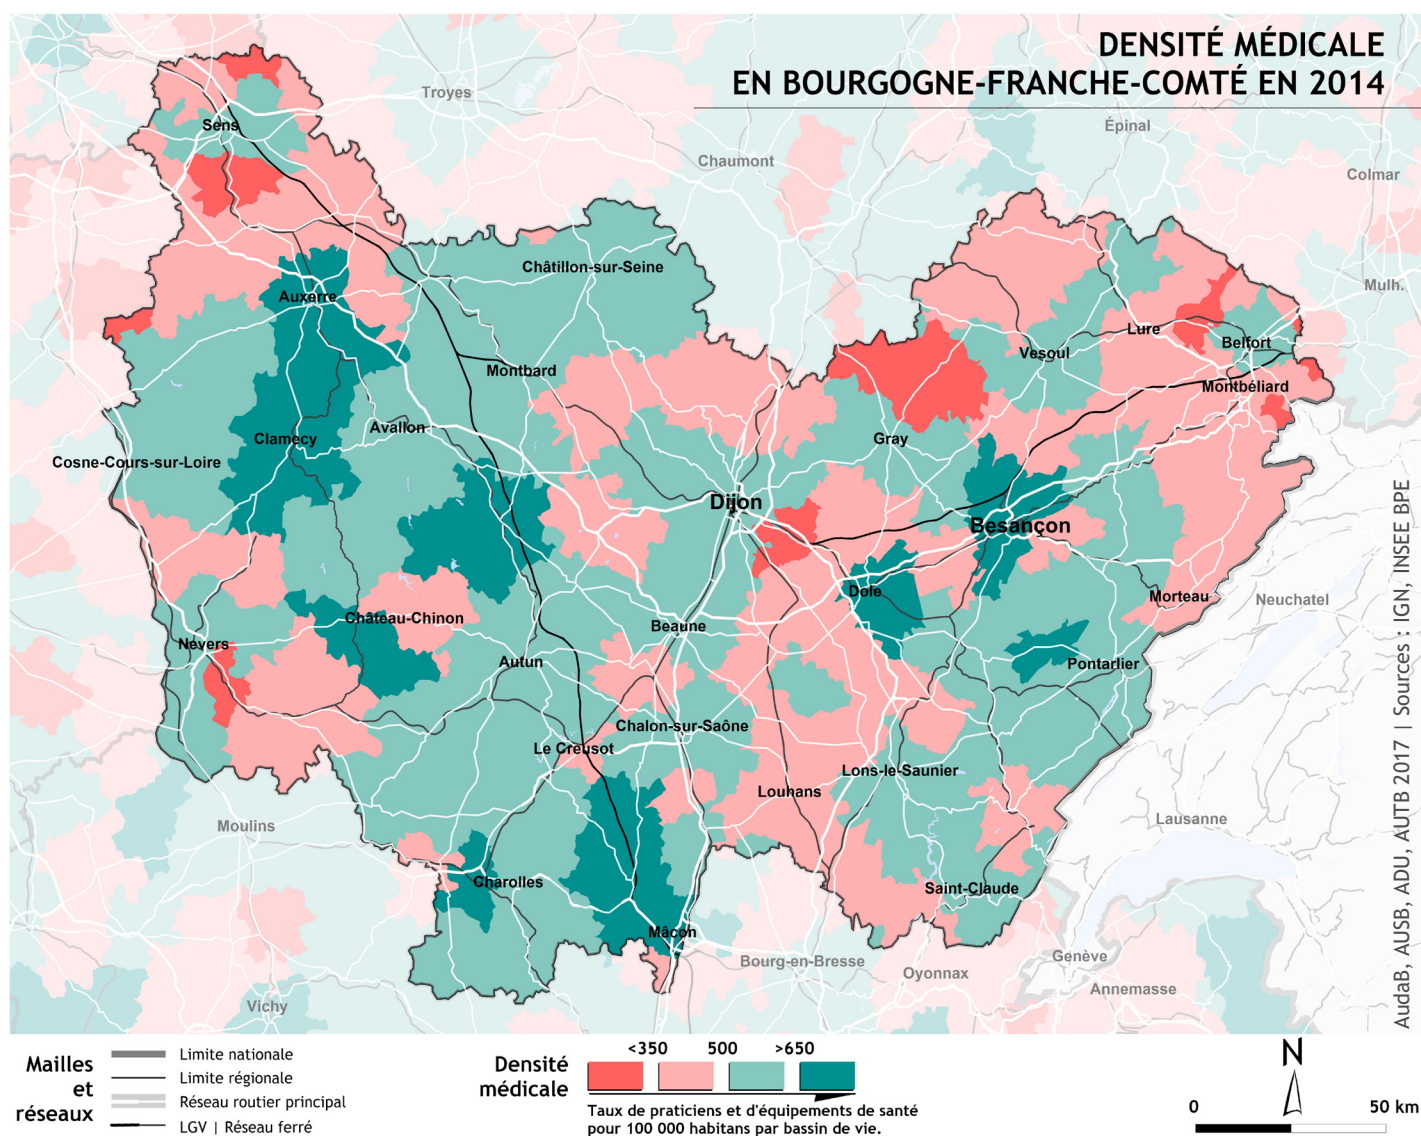 DENSITÉ MÉDICALE
EN BOURGOGNE-FRANCHE-COMTÉ EN 2014
Troyes
Épinal
Sens
Chaumont
Colmar
Châtillon-sur-Seine
Mulh.
Auxerre
Lure
Belfort
Vesoul
Montbard
Montbéliard
Avallon
Clamecy
Gray
Cosne-Cours-sur-Loire
Dijon
Besançon
Dole
Morteau
Neuchatel
Château-Chinon
Beaune
Nevers
Autun
Pontarlier
Chalon-sur-Saône
Le Creusot
Lons-le-Saunier
Louhans
Moulins
Lausanne
Charolles
Saint-Claude
Mâcon
Bourg-en-Bresse
Genève
Oyonnax
Annemasse
Vichy
AudaB, AUSB, ADU, AUTB 2017 | Sources : IGN, INSEE BPE
Mailles
et
réseaux
Limite nationale
Limite régionale
Réseau routier principal
LGV | Réseau ferré
Densité
médicale
<350 500 >650
Taux de praticiens et d'équipements de santé
pour 100 000 habitants par bassin de vie.
N
0 50 km